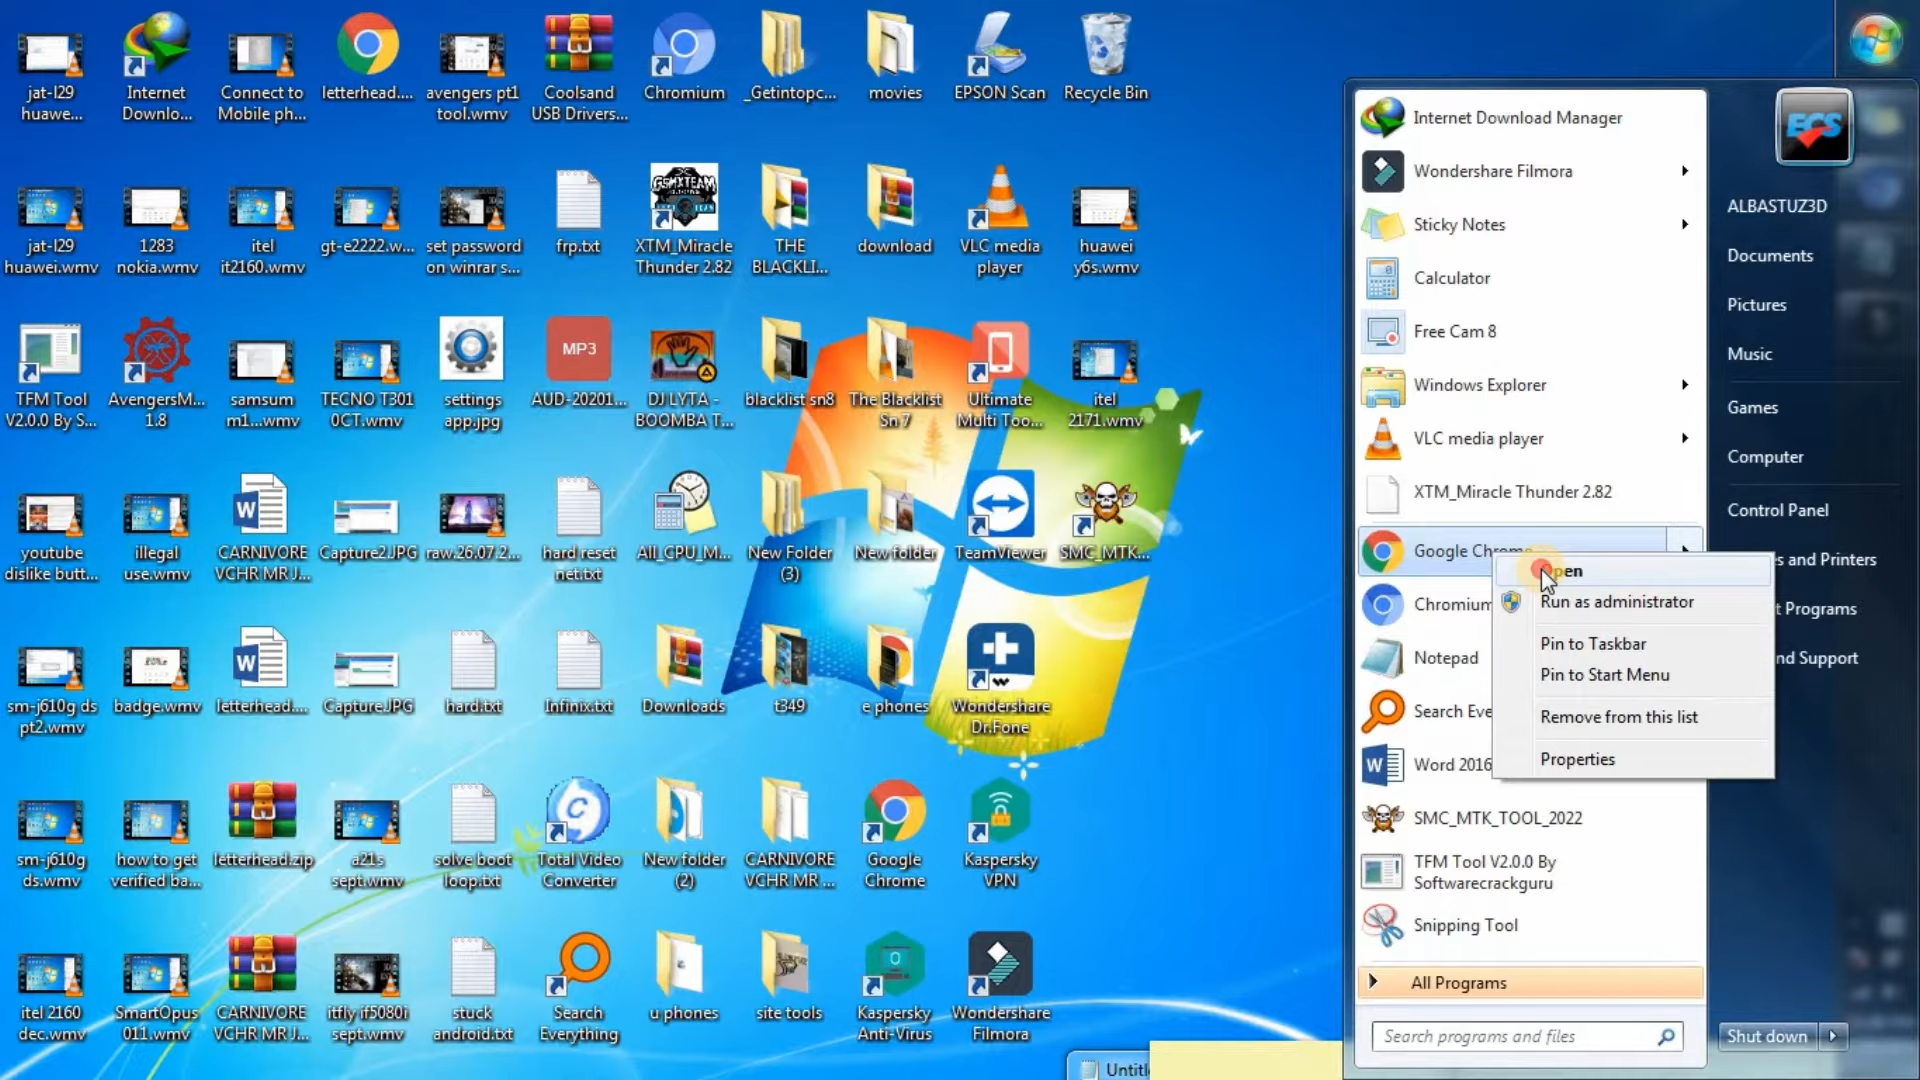 jat-l29
huawe...
Internet
Downlo...
Connect to
Mobile ph...
letterhead....
avengers pt1
tool.wmv
Coolsand
USB Drivers...
Chromium
_Getintopc...
movies
EPSON Scan
Recycle Bin
jat-l29
huawei.wmv
1283
nokia.wmv
itel
it2160.wmv
gt-e2222.w...
set password
on winrar s...
frp.txt
GSMXTEAM
XTM_Miracle
Thunder 2.82
THE
BLACKLI...
download
VLC media
player
huawei
y6s.wmv
TFM Tool
V2.0.0 By S...
AvengersM...
1.8
samsum
m1...wmv
TECNO T301
0CT.wmv
settings
app.jpg
MP3
AUD-20201...
DJ LYTA -
BOOMBA T...
blacklist sn8
The Blacklist
Sn 7
Ultimate
Multi Too...
itel
2171.wmv
youtube
dislike butt...
illegal
use.wmv
CARNIVORE
VCHR MR J...
Capture2.JPG
raw.26.07.2...
hard reset
net.txt
All_CPU_M...
New Folder
(3)
New folder
TeamViewer
SMC_MTK...
sm-j610g ds
pt2.wmv
badge.wmv
letterhead....
Capture.JPG
hard.txt
Infinix.txt
Downloads
t349
e phones
Wondershare
Dr.Fone
sm-j610g
ds.wmv
how to get
verified ba...
letterhead.zip
a21s
sept.wmv
solve boot
loop.txt
Total Video
Converter
New folder
(2)
CARNIVORE
VCHR MR ...
Google
Chrome
Kaspersky
VPN
itel 2160
dec.wmv
SmartOpus
011.wmv
CARNIVORE
VCHR MR J...
itfly if5080i
sept.wmv
stuck
android.txt
Search
Everything
u phones
site tools
Kaspersky
Anti-Virus
Wondershare
Filmora
Untitl
Internet Download Manager
Wondershare Filmora
Sticky Notes
Calculator
Free Cam 8
Windows Explorer
VLC media player
XTM_Miracle Thunder 2.82
Google Chrome
Chromium
Notepad
Search Eve
Word 2016
SMC_MTK_TOOL_2022
TFM Tool V2.0.0 By
Softwarecrackguru
Snipping Tool
All Programs
Search programs and files
Open
Run as administrator
Pin to Taskbar
Pin to Start Menu
Remove from this list
Properties
ECS
ALBASTUZ3D
Documents
Pictures
Music
Games
Computer
Control Panel
es and Printers
t Programs
nd Support
Shut down